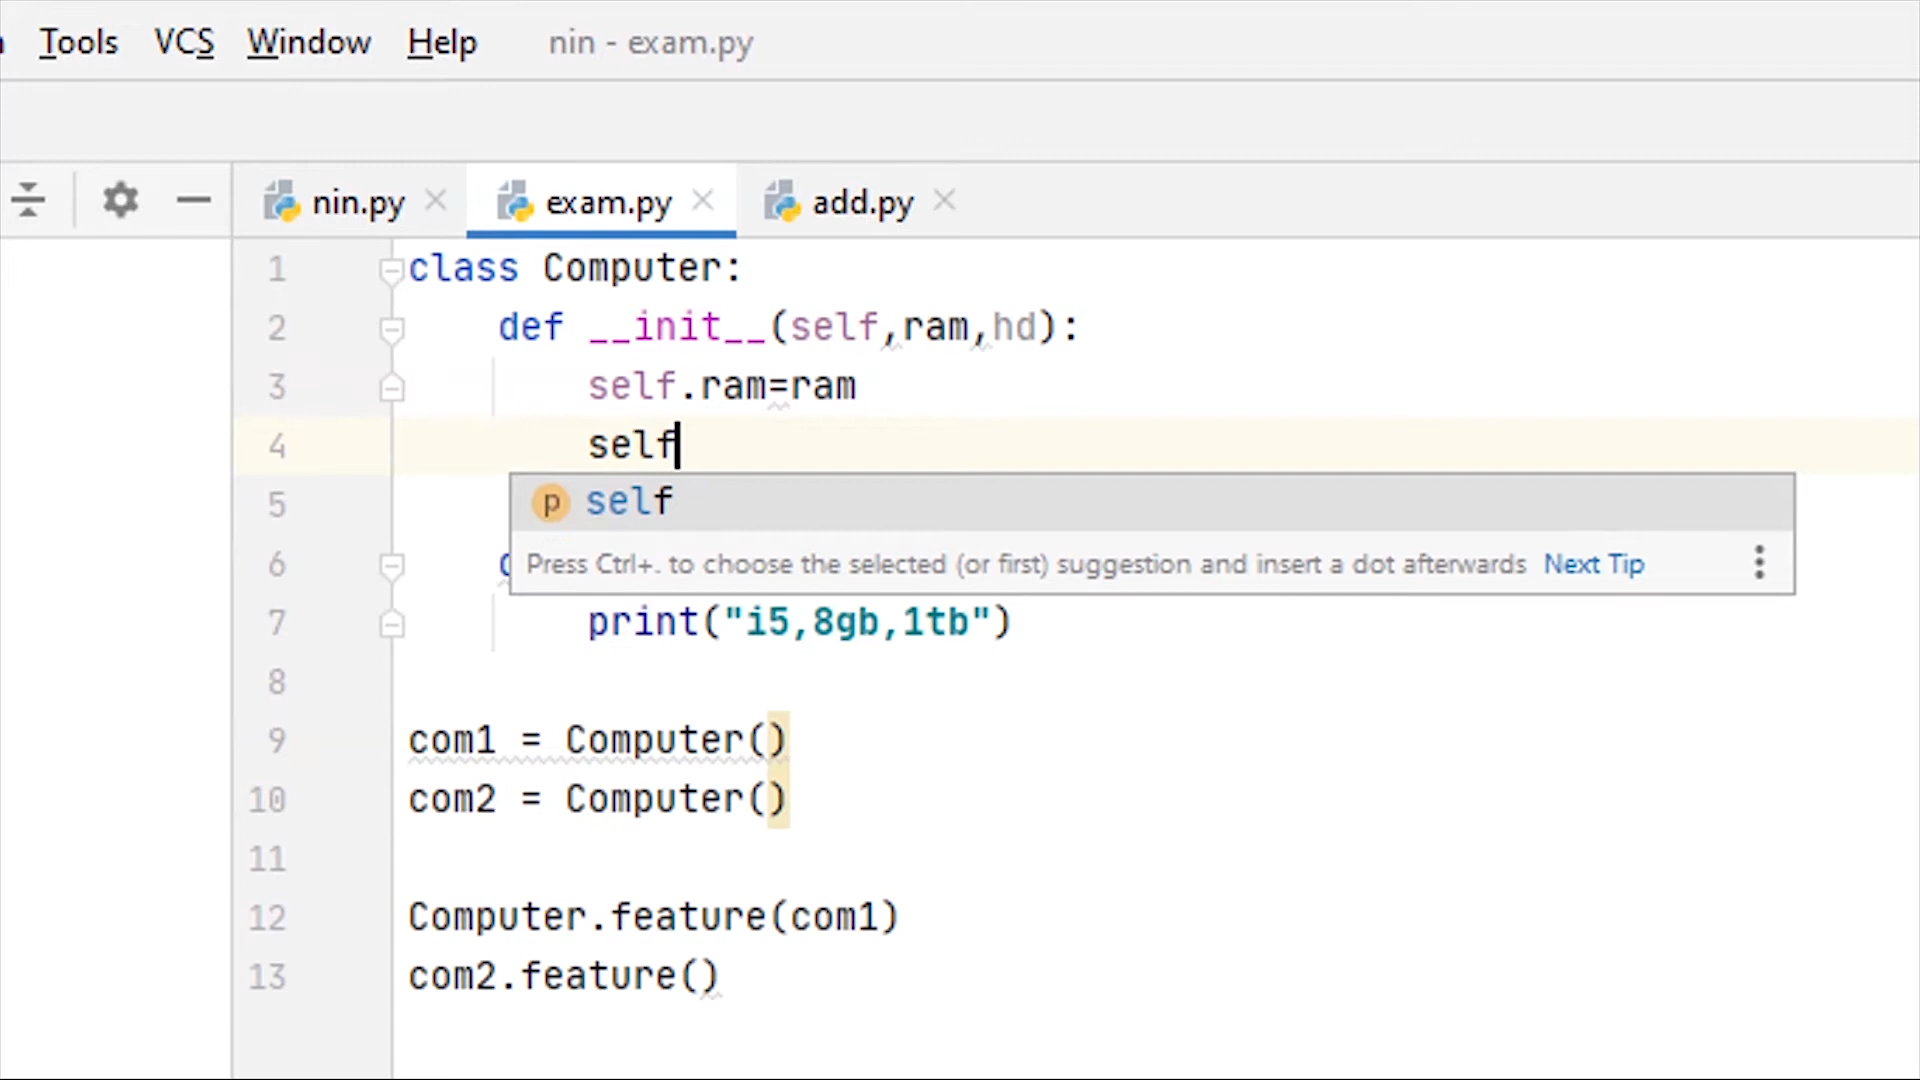 Tools VCS Window Help nin - exam.py
nin.py exam.py add.py
1 class Computer:
2 def __init__(self,ram,hd):
3 self.ram=ram
4 self
5 self
6 Press Ctrl+. to choose the selected (or first) suggestion and insert a dot afterwards Next Tip
7 print("i5,8gb,1tb")
8
9 com1 = Computer()
10 com2 = Computer()
11
12 Computer.feature(com1)
13 com2.feature()